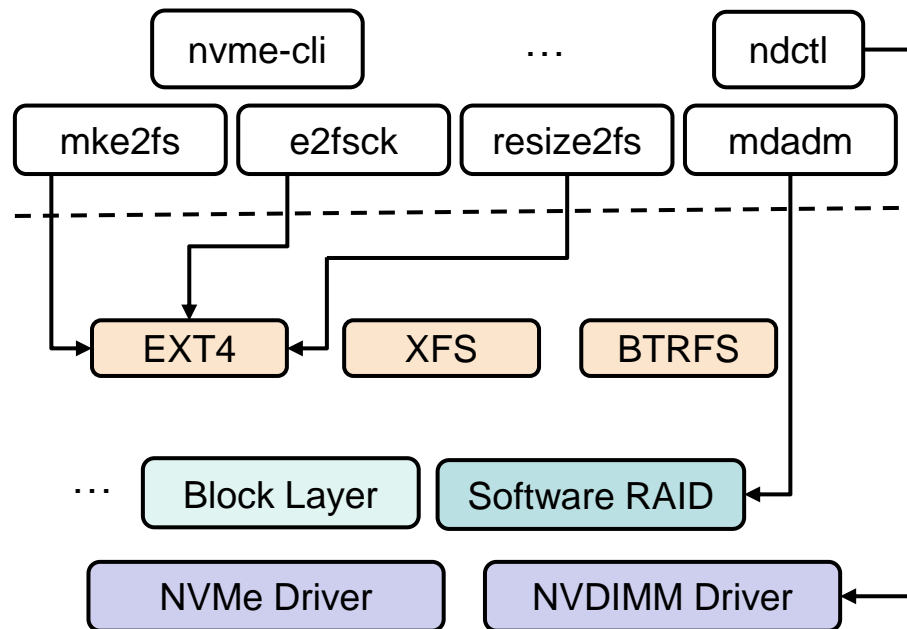 nvme-cli ... ndctl
mke2fs e2fsck resize2fs mdadm
EXT4 XFS BTRFS
... Block Layer Software RAID
NVMe Driver NVDIMM Driver